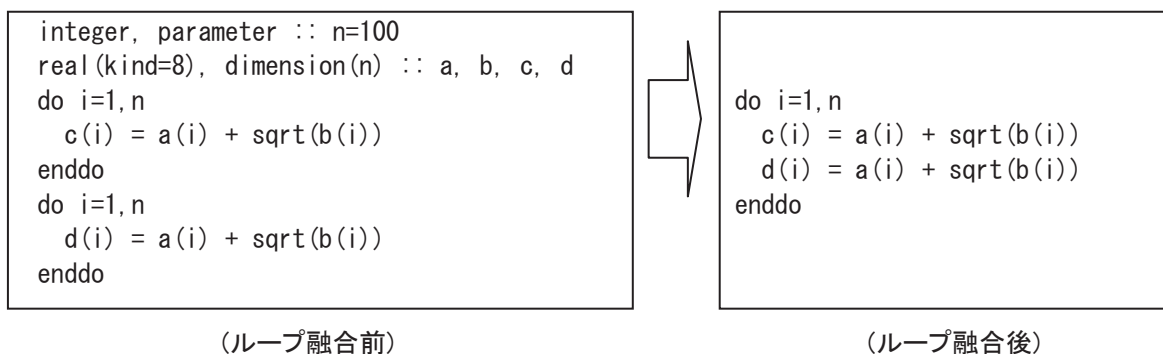 integer, parameter :: n=100
real(kind=8), dimension(n) :: a, b, c, d
do i=1,n
  c(i) = a(i) + sqrt(b(i))
enddo
do i=1,n
  d(i) = a(i) + sqrt(b(i))
enddo
(ループ融合前)
do i=1,n
  c(i) = a(i) + sqrt(b(i))
  d(i) = a(i) + sqrt(b(i))
enddo
(ループ融合後)